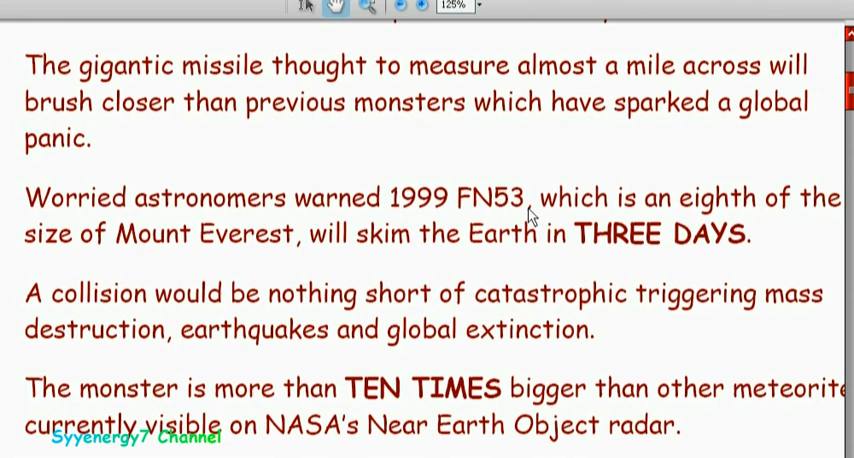 125%
The gigantic missile thought to measure almost a mile across will
brush closer than previous monsters which have sparked a global
panic.
Worried astronomers warned 1999 FN53, which is an eighth of the
size of Mount Everest, will skim the Earth in THREE DAYS.
A collision would be nothing short of catastrophic triggering mass
destruction, earthquakes and global extinction.
The monster is more than TEN TIMES bigger than other meteorite
currently visible on NASA's Near Earth Object radar.
Syyenergy7 Channel